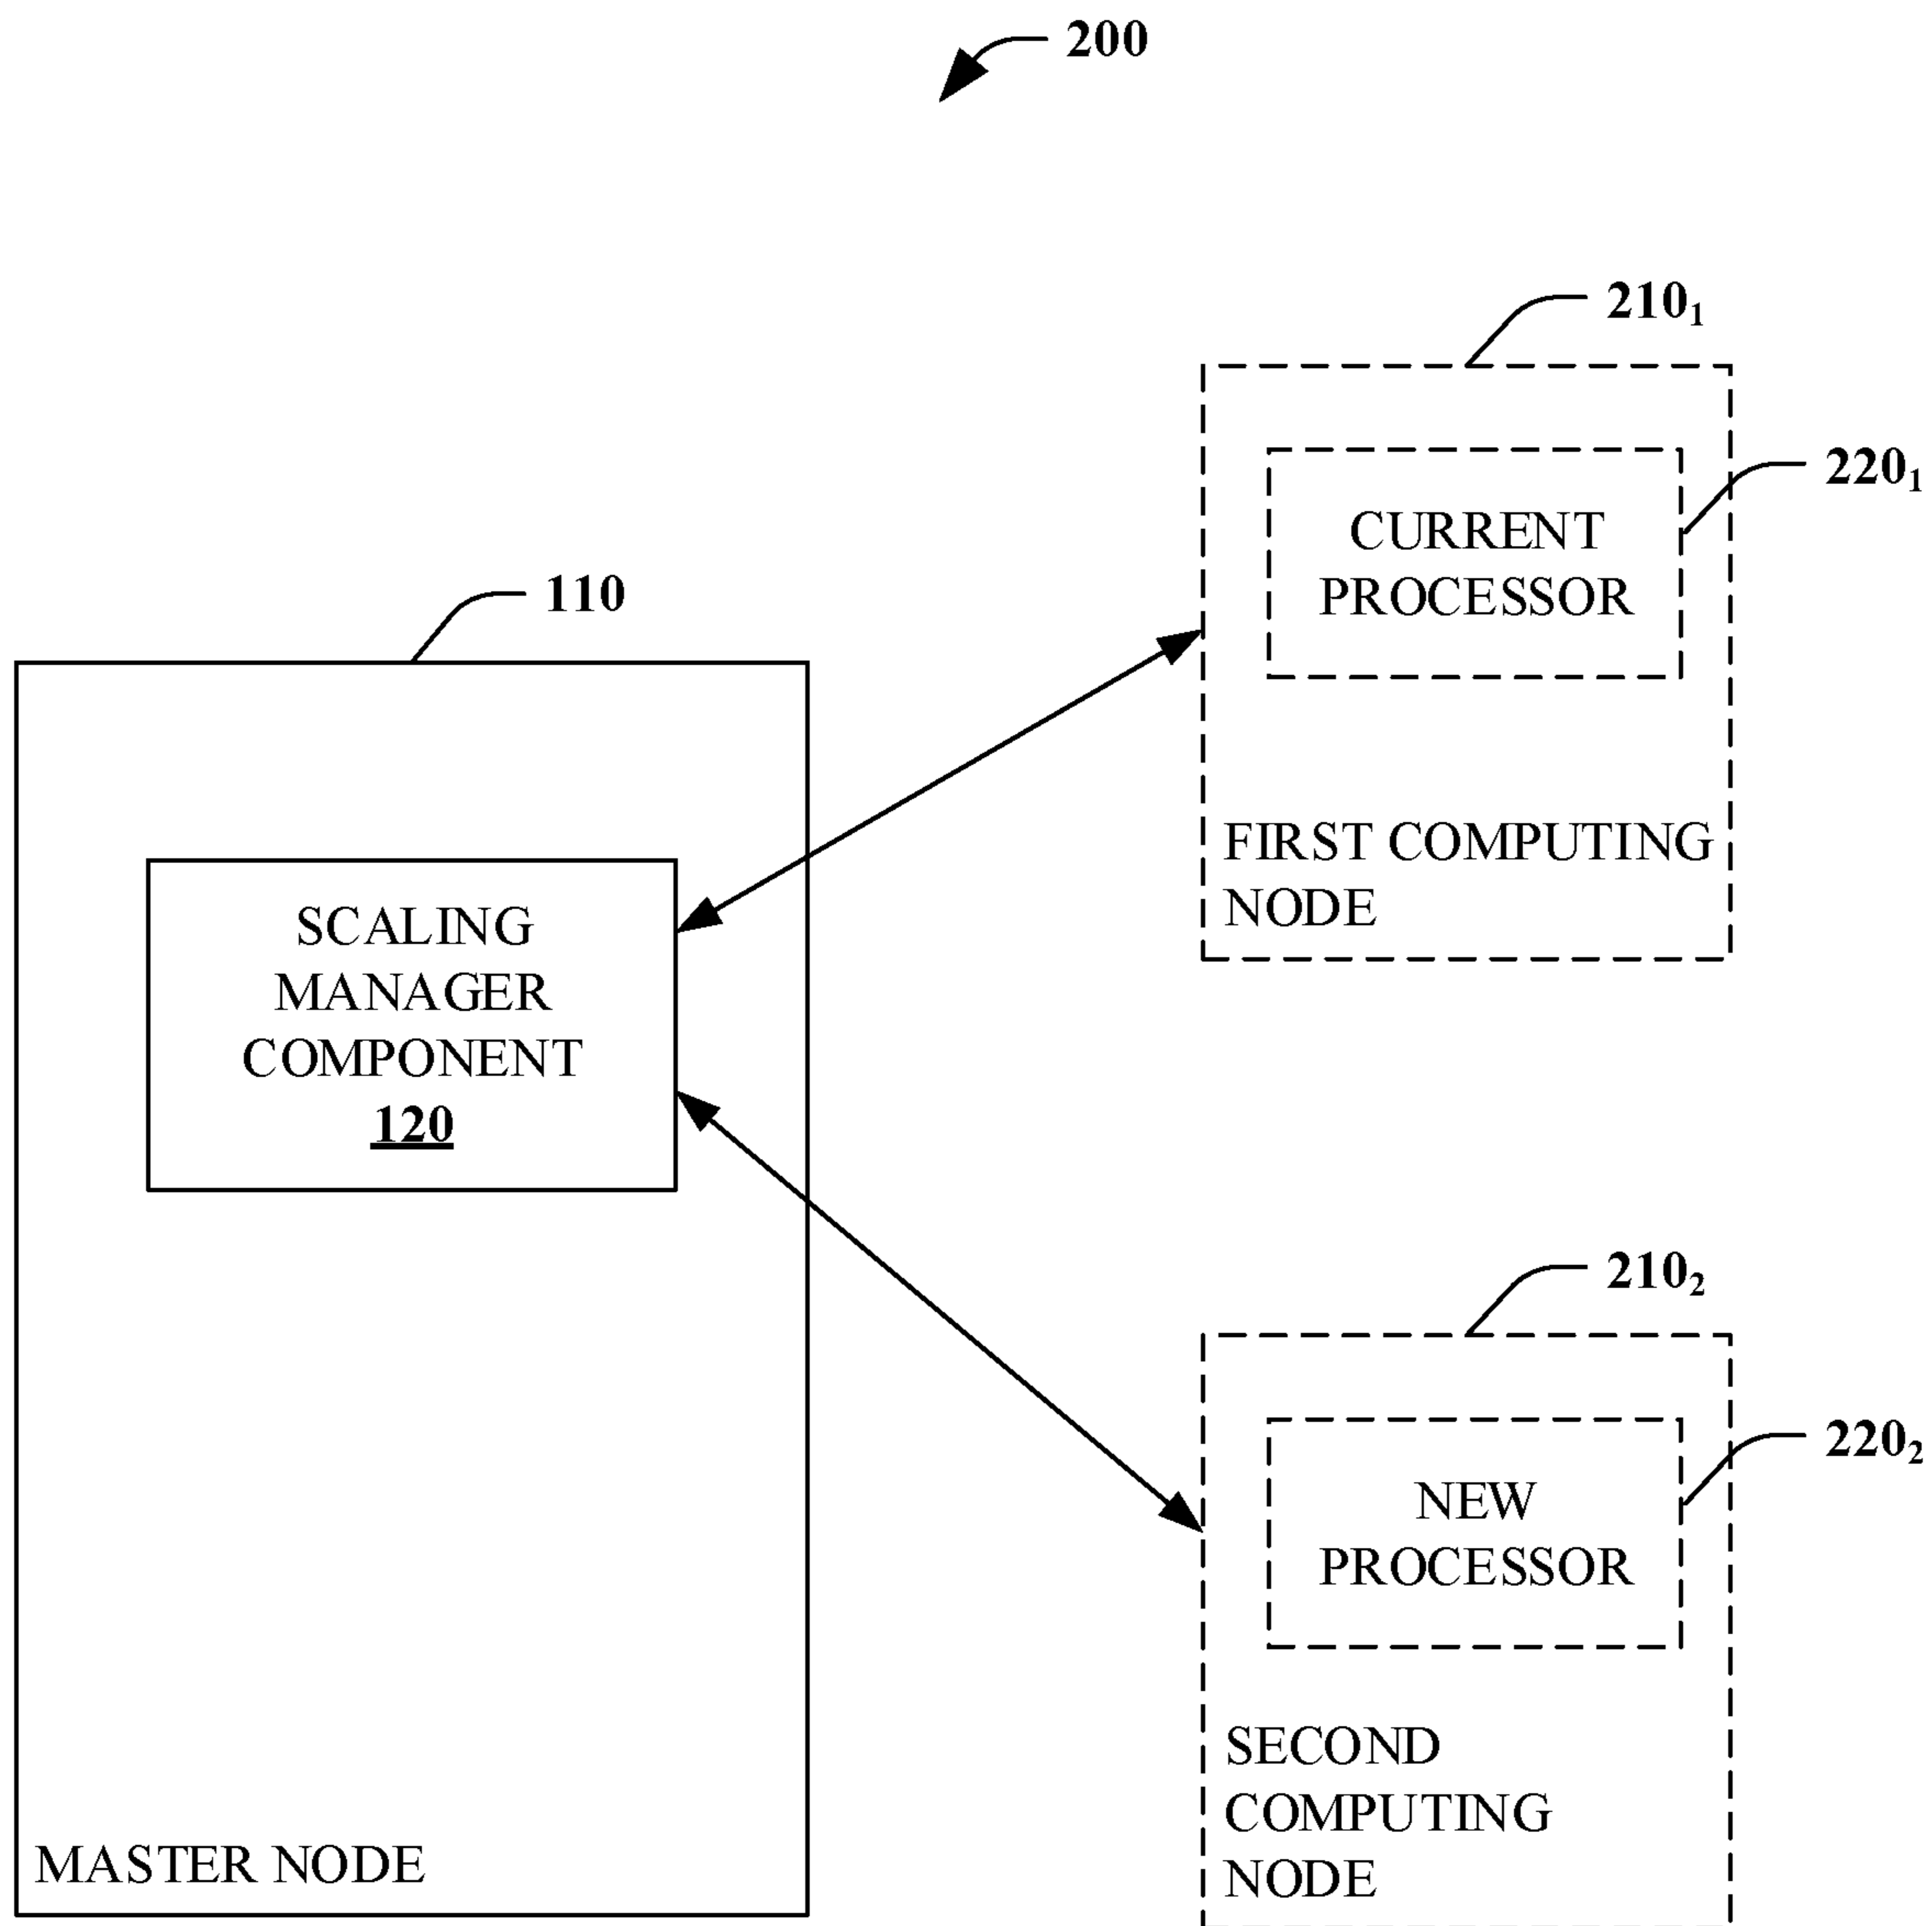 200
210₁
220₁
CURRENT
PROCESSOR
FIRST COMPUTING
NODE
110
SCALING
MANAGER
COMPONENT
120
MASTER NODE
210₂
220₂
NEW
PROCESSOR
SECOND
COMPUTING
NODE